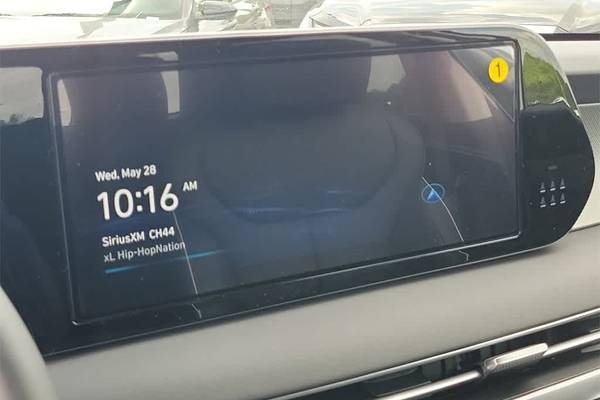 1
Wed, May 28
10:16 AM
SiriusXM CH44
xL Hip-HopNation